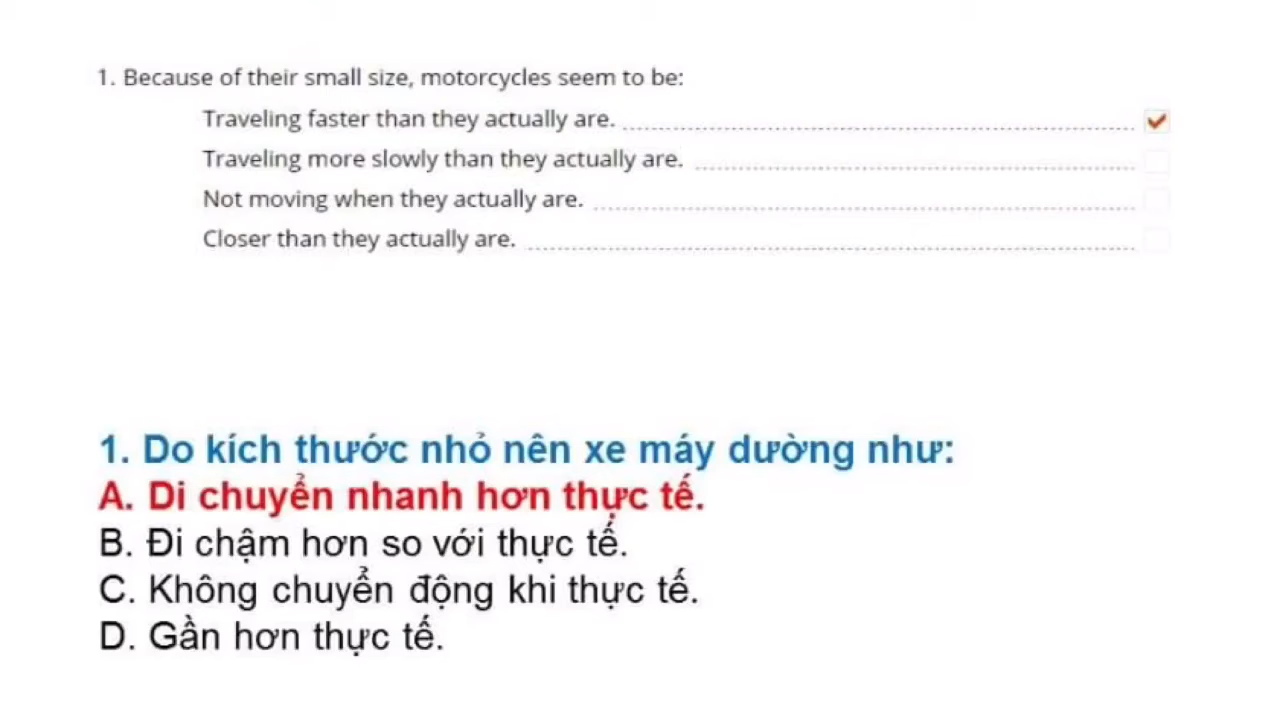 1. Because of their small size, motorcycles seem to be:
Traveling faster than they actually are.
Traveling more slowly than they actually are.
Not moving when they actually are.
Closer than they actually are.
1. Do kích thước nhỏ nên xe máy dường như:
A. Di chuyển nhanh hơn thực tế.
B. Đi chậm hơn so với thực tế.
C. Không chuyển động khi thực tế.
D. Gần hơn thực tế.